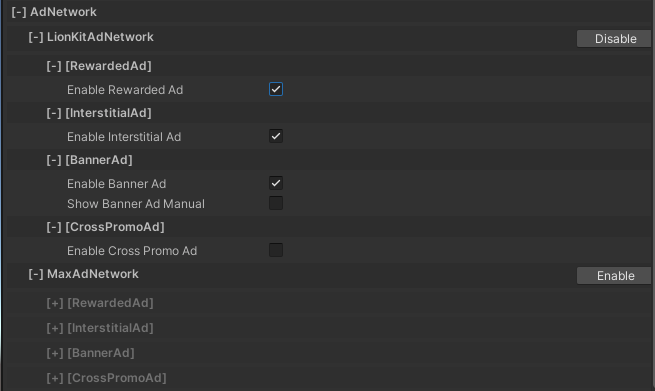 [-] AdNetwork
[-] LionKitAdNetwork Disable
[-] [RewardedAd]
Enable Rewarded Ad
[-] [InterstitialAd]
Enable Interstitial Ad
[-] [BannerAd]
Enable Banner Ad
Show Banner Ad Manual
[-] [CrossPromoAd]
Enable Cross Promo Ad
[-] MaxAdNetwork Enable
[+] [RewardedAd]
[+] [InterstitialAd]
[+] [BannerAd]
[+] [CrossPromoAd]